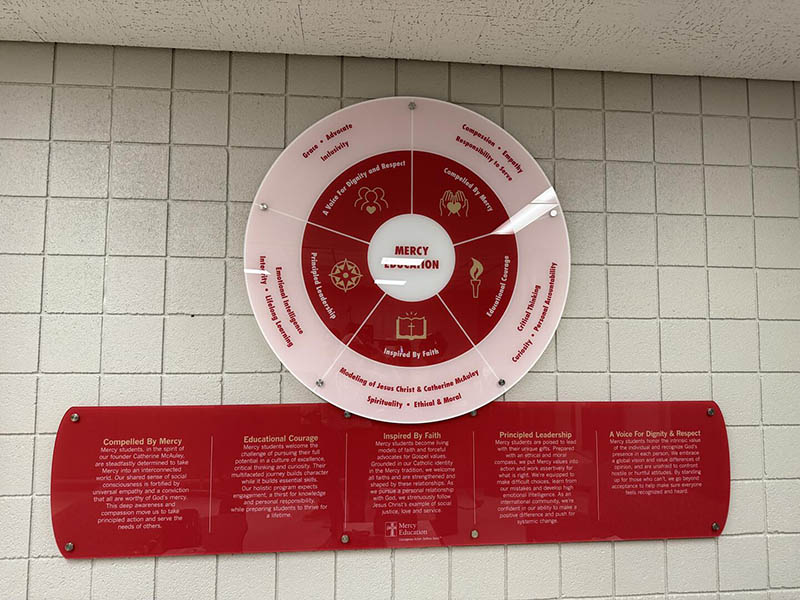 Grace • Advocate
Inclusivity
Compassion • Empathy
Responsibility to Serve
A Voice For Dignity and Respect
Compelled By Mercy
MERCY
EDUCATION
Principled Leadership
Educational Courage
Inspired By Faith
Emotional Intelligence
Integrity • Lifelong Learning
Critical Thinking
Curiosity • Personal Accountability
Modeling of Jesus Christ & Catherine McAuley
Spirituality • Ethical & Moral
Compelled By Mercy
Mercy students, in the spirit of
our founder Catherine McAuley,
are steadfastly determined to take
Mercy into an interconnected
world. Our shared sense of social
consciousness is fortified by
universal empathy and a conviction
that all are worthy of God's mercy.
This deep awareness and
compassion move us to take
principled action and serve the
needs of others.
Educational Courage
Mercy students welcome the
challenge of pursuing their full
potential in a culture of excellence,
critical thinking and curiosity. Their
multifaceted journey builds character
while it builds essential skills.
Our holistic program expects
engagement, a thirst for knowledge
and personal responsibility,
while preparing students to thrive for
a lifetime.
Inspired By Faith
Mercy students become living
models of faith and forceful
advocates for Gospel values.
Grounded in our Catholic identity
in the Mercy tradition, we welcome
all faiths and are strengthened and
shaped by these relationships. As
we pursue a personal relationship
with God, we strenuously follow
Jesus Christ's example of social
justice, love and service.
Mercy
Education
Principled Leadership
Mercy students are poised to lead
with their unique gifts. Prepared
with an ethical and moral
compass, we put Mercy values into
action and work assertively for
what is right. We're equipped to
make difficult choices, learn from
our mistakes and develop high
emotional intelligence. As an
international community, we're
confident in our ability to make a
positive difference and push for
systemic change.
A Voice For Dignity & Respect
Mercy students honor the intrinsic value
of the individual and recognize God's
presence in each person. We embrace
a global vision and value differences of
opinion, and are unafraid to confront
hostile or hurtful attitudes. By standing
up for those who can't, we go beyond
acceptance to help make sure everyone
feels recognized and heard.